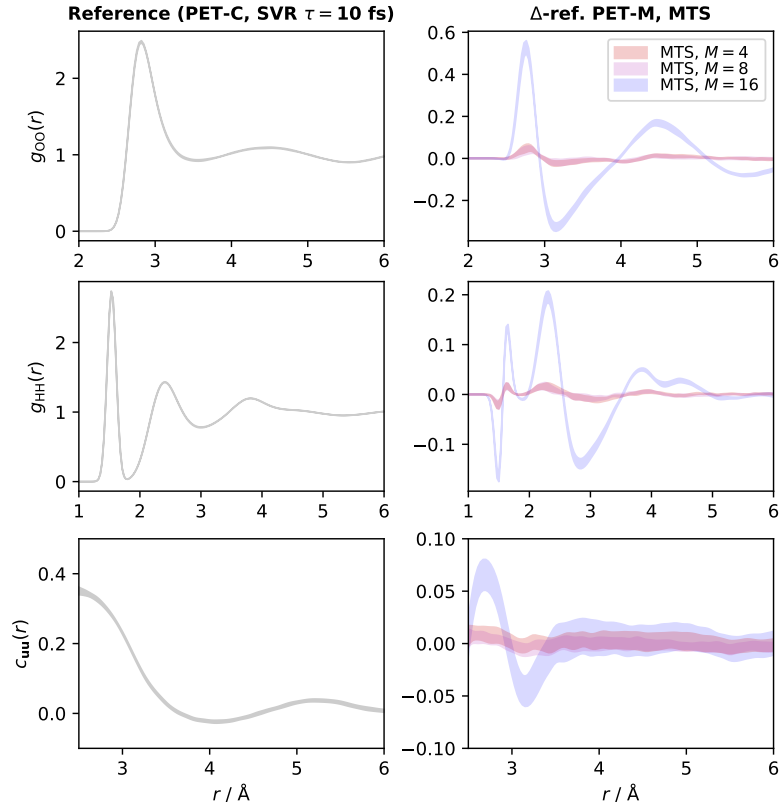 Reference (PET-C, SVR τ = 10 fs)
Δ-ref. PET-M, MTS
g_OO(r)
2
1
0
2 3 4 5 6
0.6
0.4
0.2
0.0
−0.2
2 3 4 5 6
MTS, M = 4
MTS, M = 8
MTS, M = 16
g_HH(r)
2
1
0
1 2 3 4 5 6
0.2
0.1
0.0
−0.1
1 2 3 4 5 6
c_uu(r)
0.4
0.2
0.0
3 4 5 6
r / Å
0.10
0.05
0.00
−0.05
−0.10
3 4 5 6
r / Å